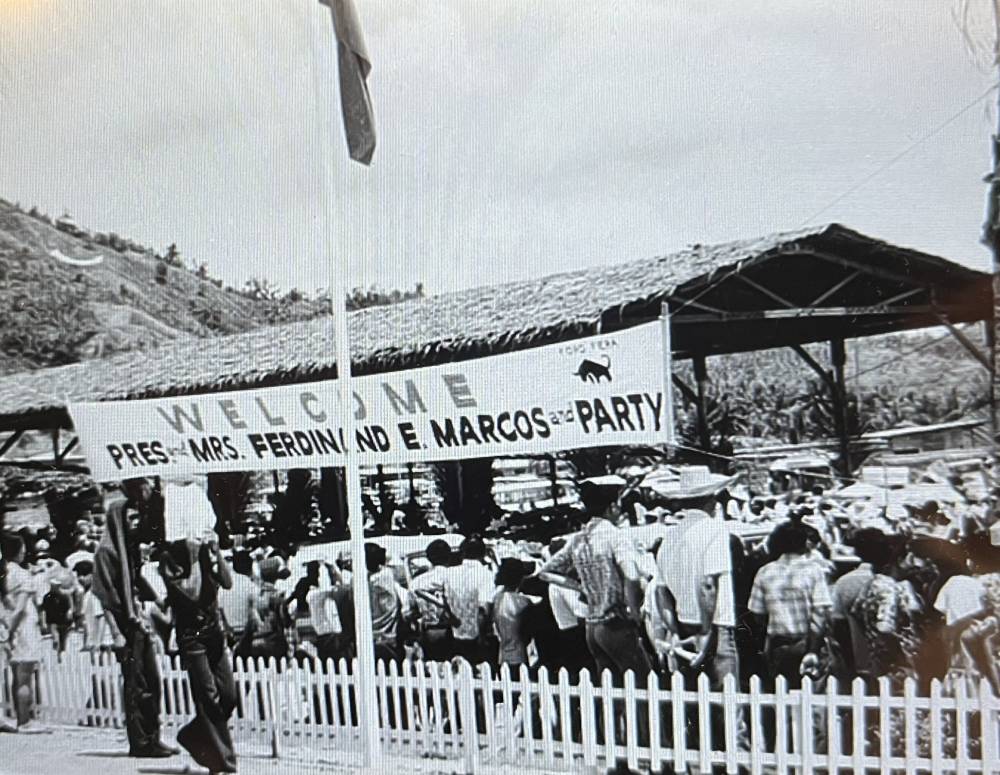 WELCOME
PRES and MRS. FERDINAND E. MARCOS and PARTY